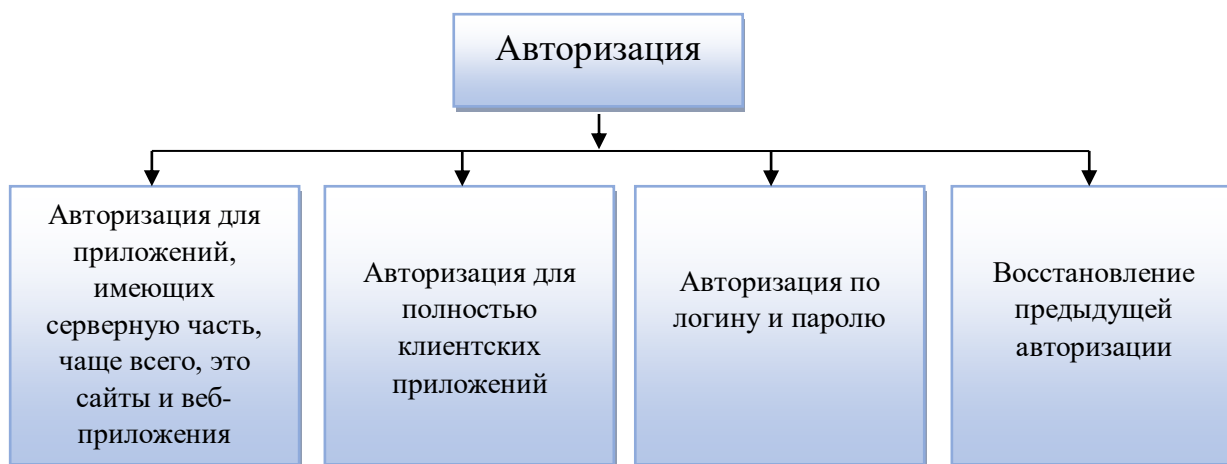 Авторизация
Авторизация для
приложений,
имеющих
серверную часть,
чаще всего, это
сайты и веб-
приложения
Авторизация для
полностью
клиентских
приложений
Авторизация по
логину и паролю
Восстановление
предыдущей
авторизации